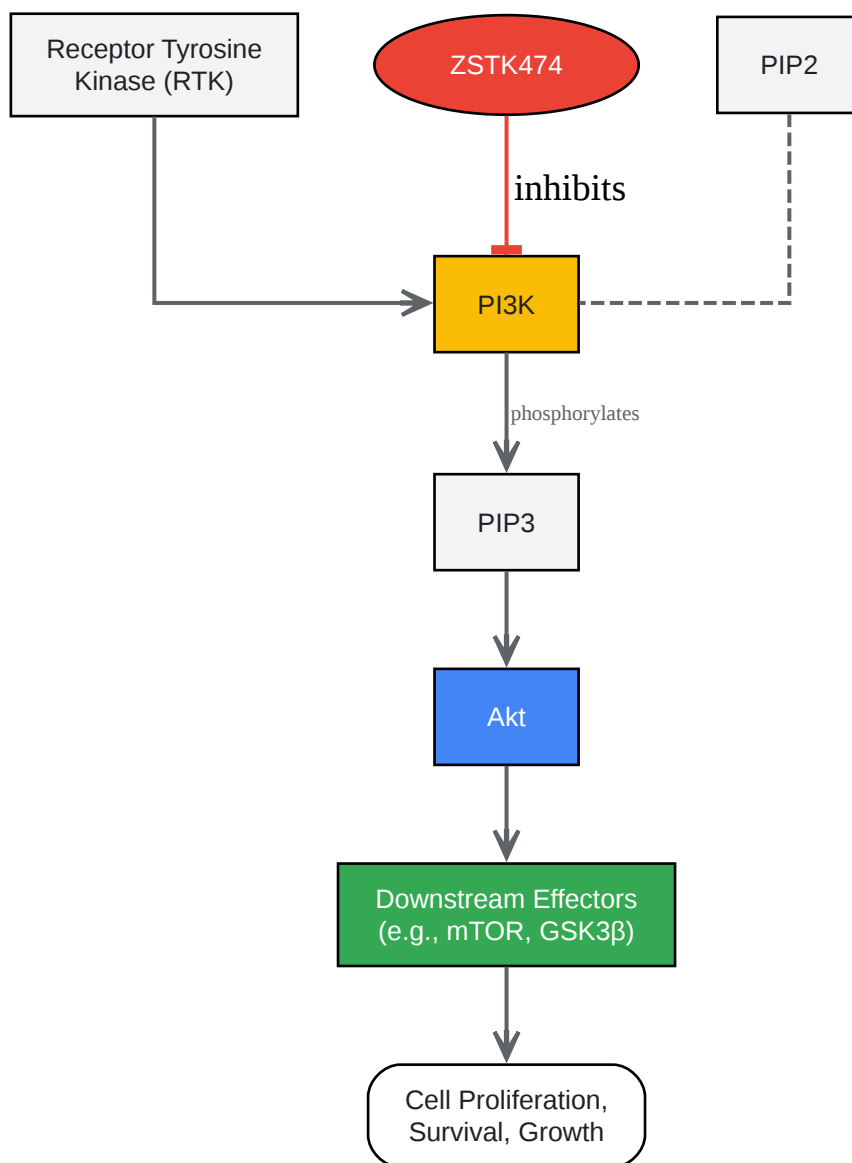 Receptor Tyrosine
Kinase (RTK)
ZSTK474
PIP2
inhibits
PI3K
phosphorylates
PIP3
Akt
Downstream Effectors
(e.g., mTOR, GSK3β)
Cell Proliferation,
Survival, Growth